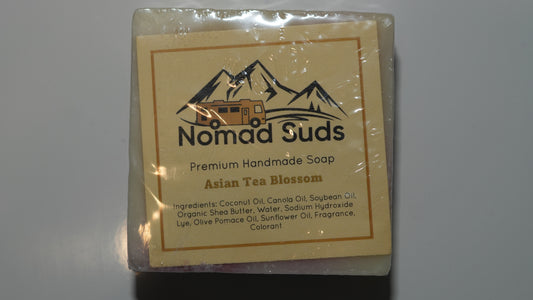 Nomad Suds
Premium Handmade Soap
Asian Tea Blossom
Ingredients: Coconut Oil, Canola Oil, Soybean Oil,
Organic Shea Butter, Water, Sodium Hydroxide
Lye, Olive Pomace Oil, Sunflower Oil, Fragrance,
Colorant